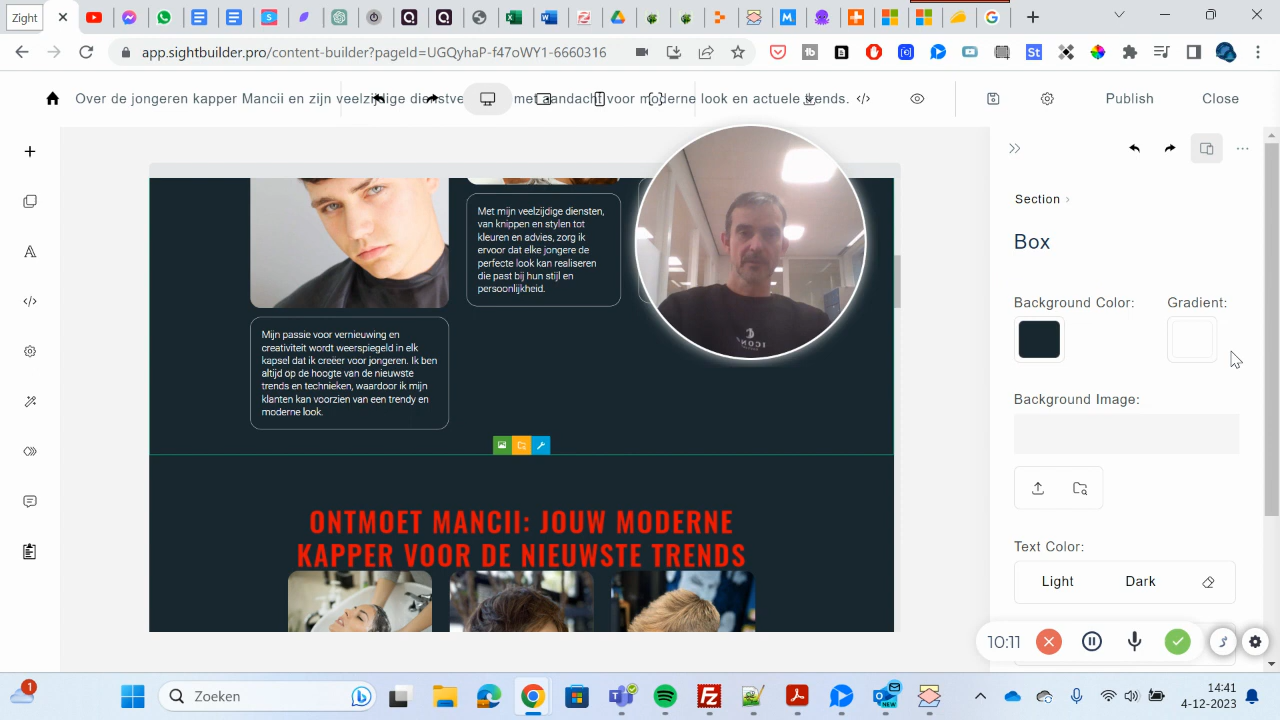 Zight
app.sightbuilder.pro/content-builder?pageId=UGQyhaP-f47oWY1-6660316
Over de jongeren kapper Mancii en zijn veelzijdige dienstve met aandacht voor moderne look en actuele trends.
Publish
Close
Section
Box
Background Color:
Gradient:
Background Image:
Text Color:
Light
Dark
Met mijn veelzijdige diensten,
van knippen en stylen tot
kleuren en advies, zorg ik
ervoor dat elke jongere de
perfecte look kan realiseren
die past bij hun stijl en
persoonlijkheid.
Mijn passie voor vernieuwing en
creativiteit wordt weerspiegeld in elk
kapsel dat ik creëer voor jongeren. Ik ben
altijd op de hoogte van de nieuwste
trends en technieken, waardoor ik mijn
klanten kan voorzien van een trendy en
moderne look.
ONTMOET MANCII: JOUW MODERNE
KAPPER VOOR DE NIEUWSTE TRENDS
10:11
1
Zoeken
NEW
14:41
4-12-2023